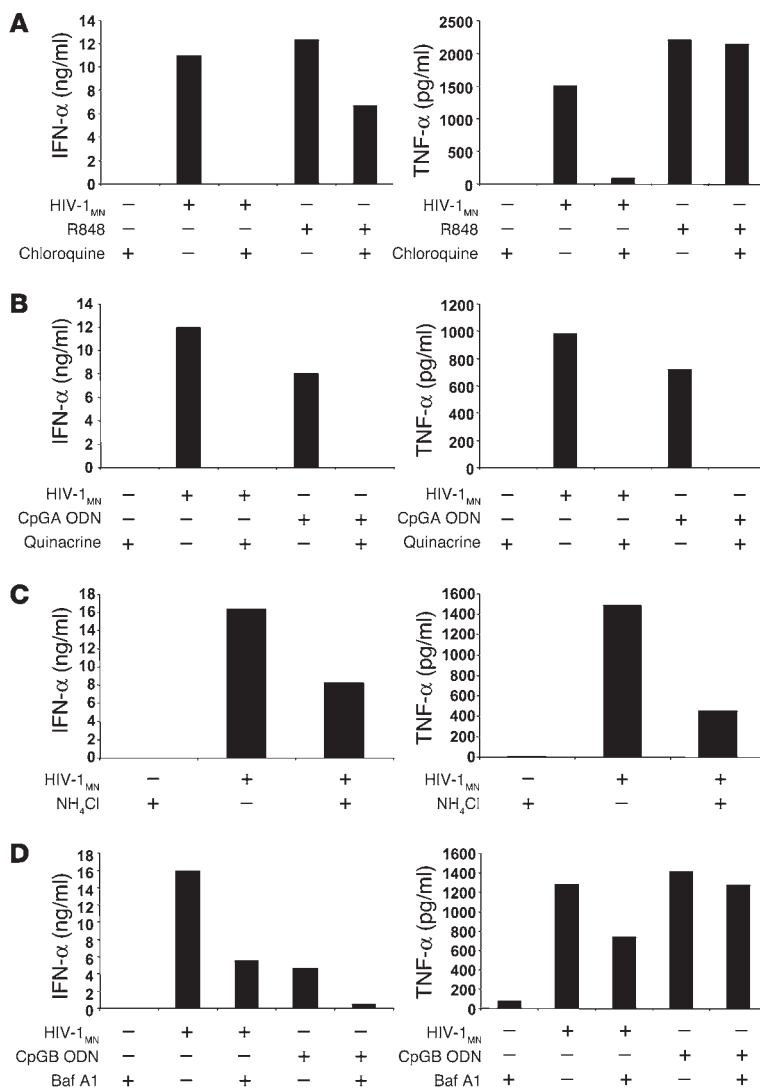 A
IFN-α (ng/ml)
14
12
10
8
6
4
2
0
HIV-1MN − + + − −
R848 − − − + +
Chloroquine + − + − +
TNF-α (pg/ml)
2500
2000
1500
1000
500
0
HIV-1MN − + + − −
R848 − − − + +
Chloroquine + − + − +
B
IFN-α (ng/ml)
14
12
10
8
6
4
2
0
HIV-1MN − + + − −
CpGA ODN − − − + +
Quinacrine + − + − +
TNF-α (pg/ml)
1200
1000
800
600
400
200
0
HIV-1MN − + + − −
CpGA ODN − − − + +
Quinacrine + − + − +
C
IFN-α (ng/ml)
18
16
14
12
10
8
6
4
2
0
HIV-1MN − + +
NH4Cl + − +
TNF-α (pg/ml)
1600
1400
1200
1000
800
600
400
200
0
HIV-1MN − + +
NH4Cl + − +
D
IFN-α (ng/ml)
18
16
14
12
10
8
6
4
2
0
HIV-1MN − + + − −
CpGB ODN − − − + +
Baf A1 + − + − +
TNF-α (pg/ml)
1600
1400
1200
1000
800
600
400
200
0
HIV-1MN − + + − −
CpGB ODN − − − + +
Baf A1 + − + − +